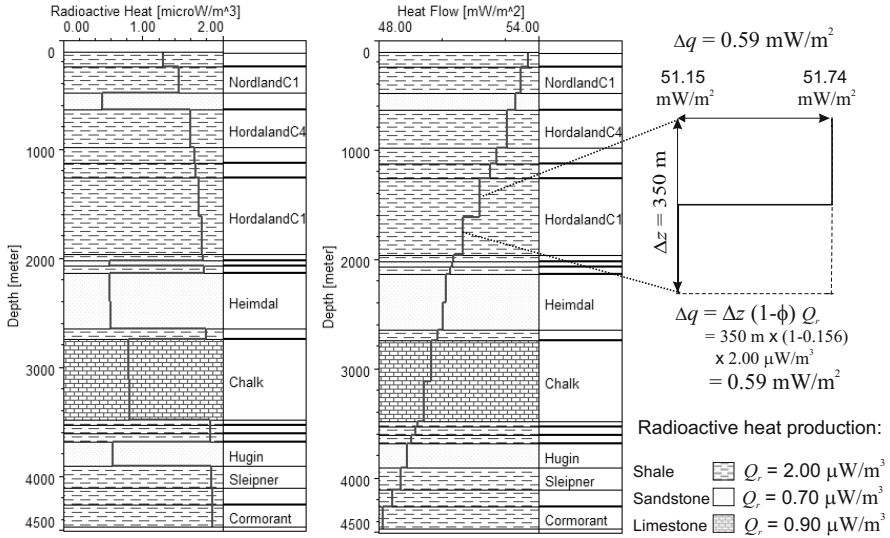 Radioactive Heat [microW/m^3]
0.00 1.00 2.00
Depth [meter]
0
1000
2000
3000
4000
4500
NordlandC1
HordalandC4
HordalandC1
Heimdal
Chalk
Hugin
Sleipner
Cormorant
Heat Flow [mW/m^2]
48.00 54.00
Depth [meter]
0
1000
2000
3000
4000
4500
NordlandC1
HordalandC4
HordalandC1
Heimdal
Chalk
Hugin
Sleipner
Cormorant
Δq = 0.59 mW/m²
51.15 51.74
mW/m² mW/m²
Δz = 350 m
Δq = Δz (1-ϕ) Qr
= 350 m x (1-0.156)
x 2.00 µW/m³
= 0.59 mW/m²
Radioactive heat production:
Shale Qr = 2.00 µW/m³
Sandstone Qr = 0.70 µW/m³
Limestone Qr = 0.90 µW/m³